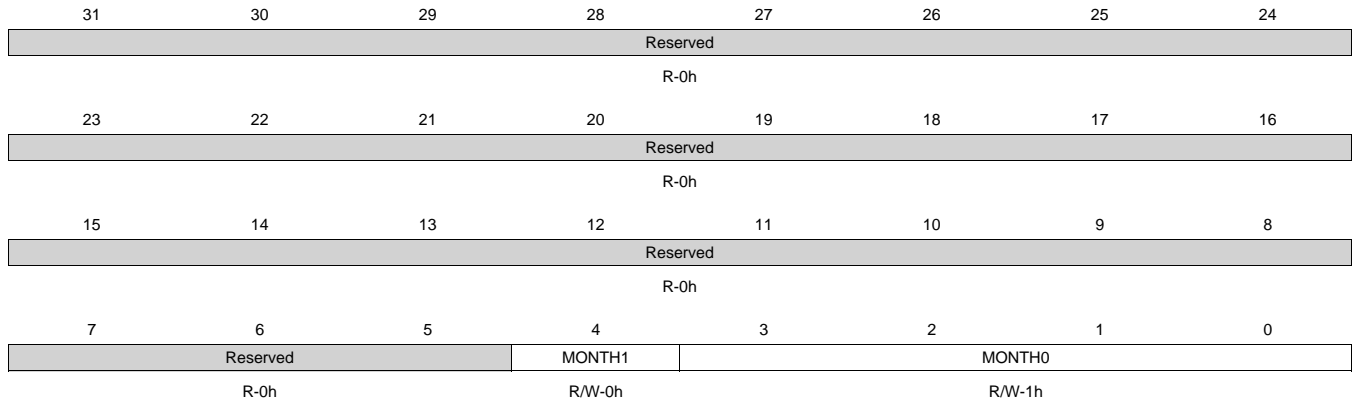 31 30 29 28 27 26 25 24
Reserved
R-0h
23 22 21 20 19 18 17 16
Reserved
R-0h
15 14 13 12 11 10 9 8
Reserved
R-0h
7 6 5 4 3 2 1 0
Reserved MONTH1 MONTH0
R-0h R/W-0h R/W-1h